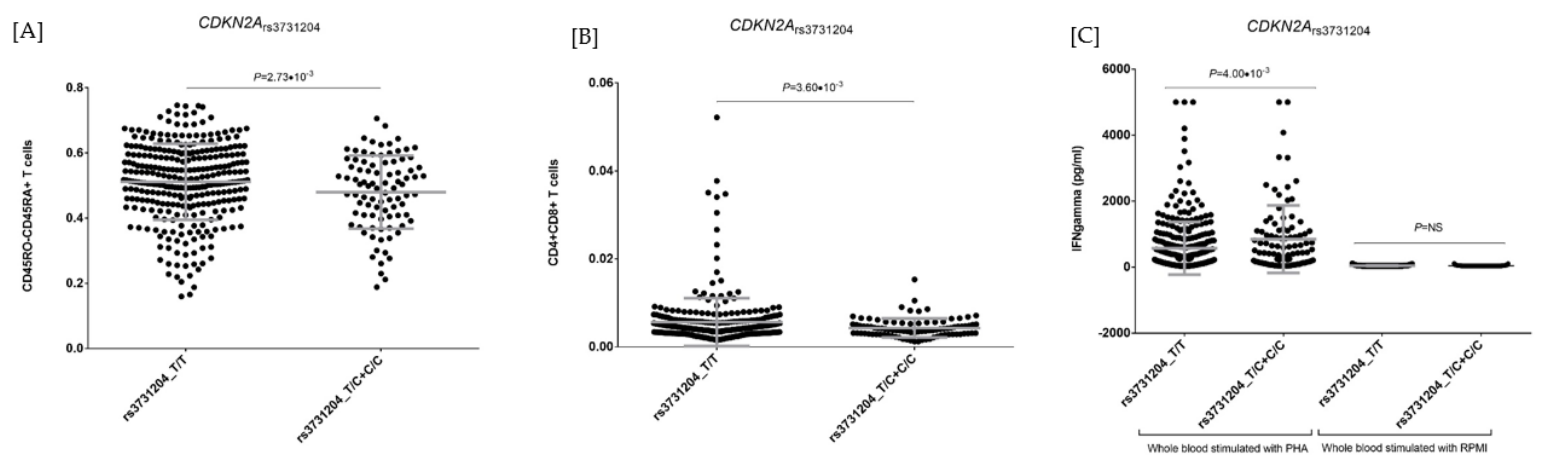 [A]
CDKN2Ars3731204
P=2.73•10-3
CD45RO-CD45RA+ T cells
0.8
0.6
0.4
0.2
0.0
rs3731204_T/T
rs3731204_T/C+C/C
[B]
CDKN2Ars3731204
P=3.60•10-3
CD4+CD8+ T cells
0.06
0.04
0.02
0.00
rs3731204_T/T
rs3731204_T/C+C/C
[C]
CDKN2Ars3731204
P=4.00•10-3
P=NS
IFNgamma (pg/ml)
6000
4000
2000
0
-2000
rs3731204_T/T
rs3731204_T/C+C/C
rs3731204_T/T
rs3731204_T/C+C/C
Whole blood stimulated with PHA
Whole blood stimulated with RPMI